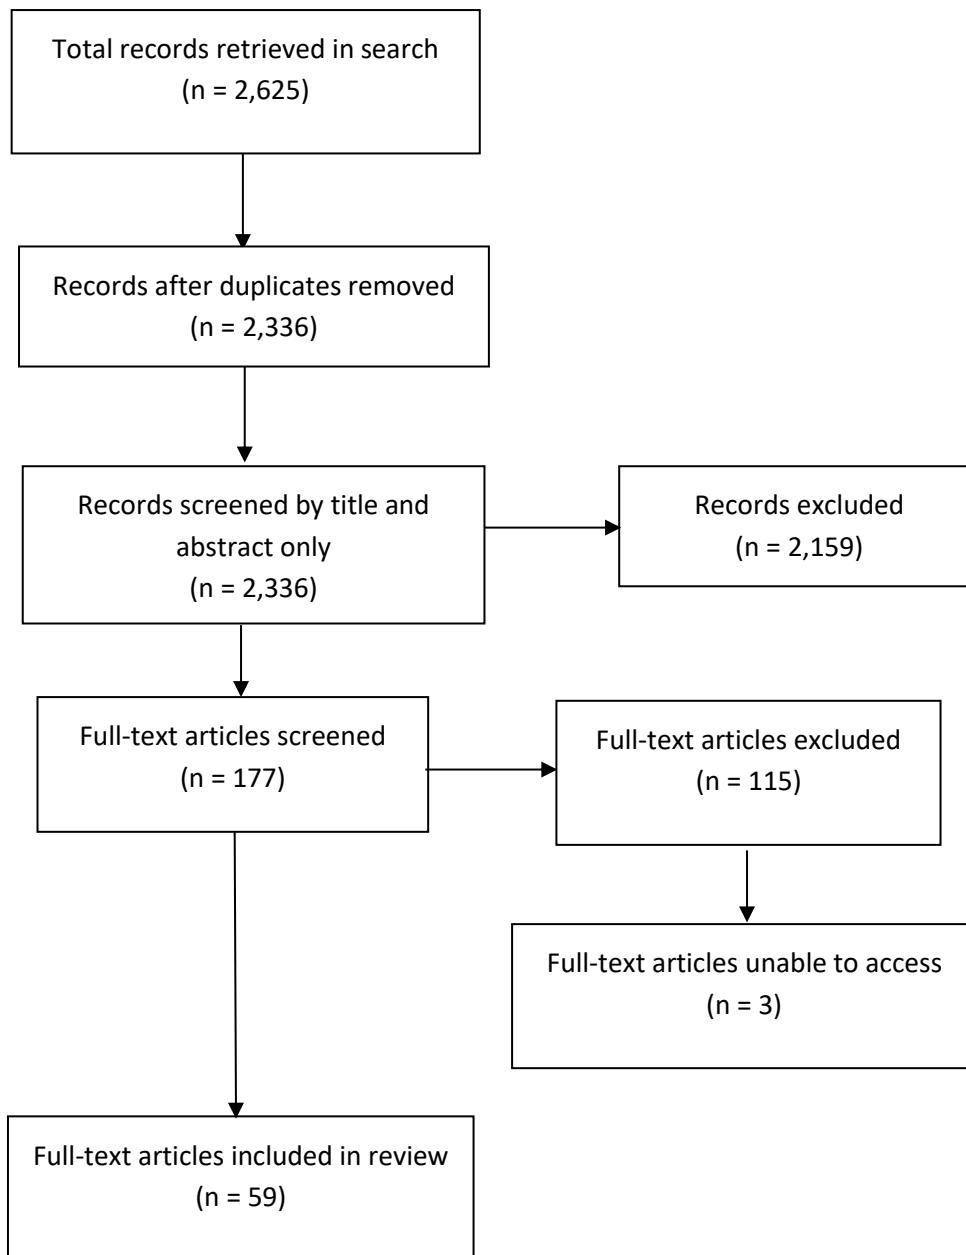 Total records retrieved in search
(n = 2,625)
Records after duplicates removed
(n = 2,336)
Records screened by title and
abstract only
(n = 2,336)
Records excluded
(n = 2,159)
Full-text articles screened
(n = 177)
Full-text articles excluded
(n = 115)
Full-text articles unable to access
(n = 3)
Full-text articles included in review
(n = 59)